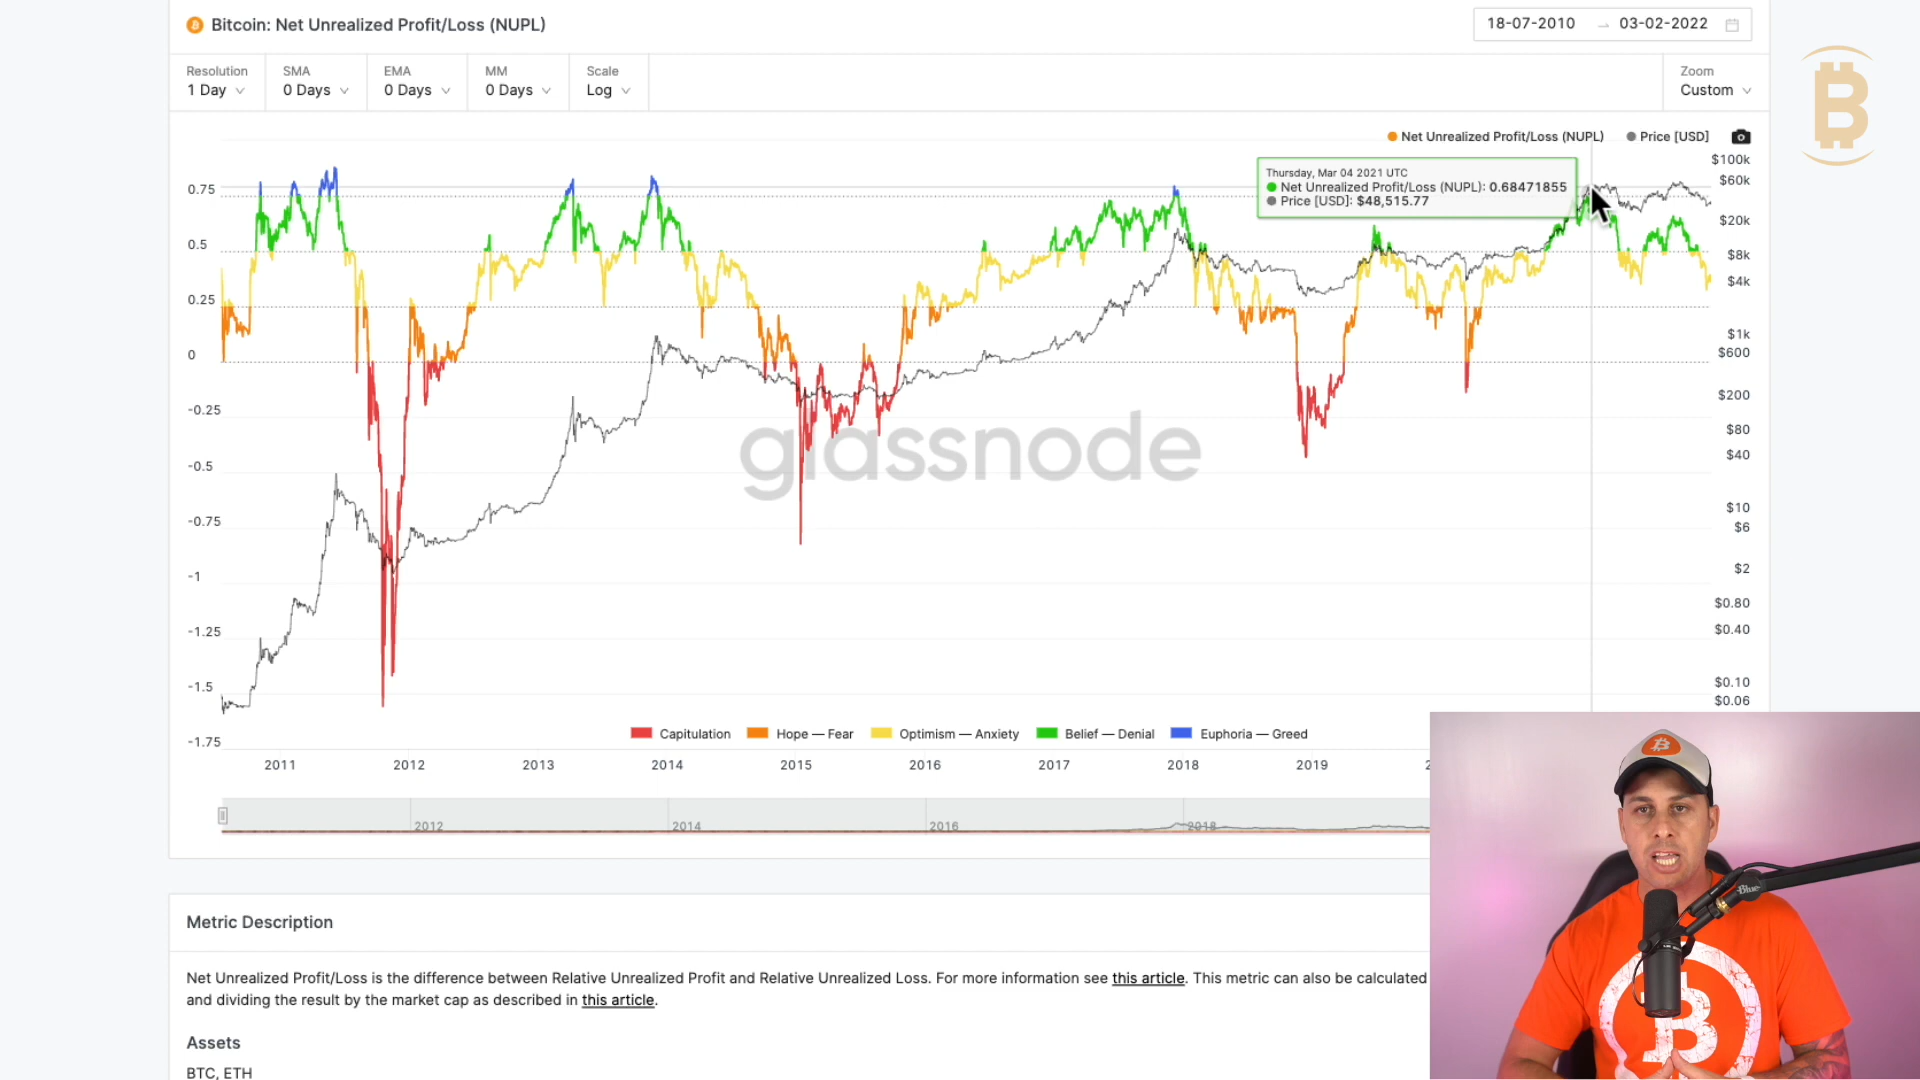 Bitcoin: Net Unrealized Profit/Loss (NUPL)
18-07-2010 → 03-02-2022
Resolution
1 Day
SMA
0 Days
EMA
0 Days
MM
0 Days
Scale
Log
Zoom
Custom
Net Unrealized Profit/Loss (NUPL)
Price [USD]
Thursday, Mar 04 2021 UTC
Net Unrealized Profit/Loss (NUPL): 0.68471855
Price [USD]: $48,515.77
0.75
0.5
0.25
0
-0.25
-0.5
-0.75
-1
-1.25
-1.5
-1.75
$100k
$60k
$20k
$8k
$4k
$1k
$600
$200
$80
$40
$10
$6
$2
$0.80
$0.40
$0.10
$0.06
glassnode
Capitulation
Hope — Fear
Optimism — Anxiety
Belief — Denial
Euphoria — Greed
2011 2012 2013 2014 2015 2016 2017 2018 2019 2
2012 2014 2016 2018
Metric Description
Net Unrealized Profit/Loss is the difference between Relative Unrealized Profit and Relative Unrealized Loss. For more information see this article. This metric can also be calculated
and dividing the result by the market cap as described in this article.
Assets
BTC, ETH
Blue